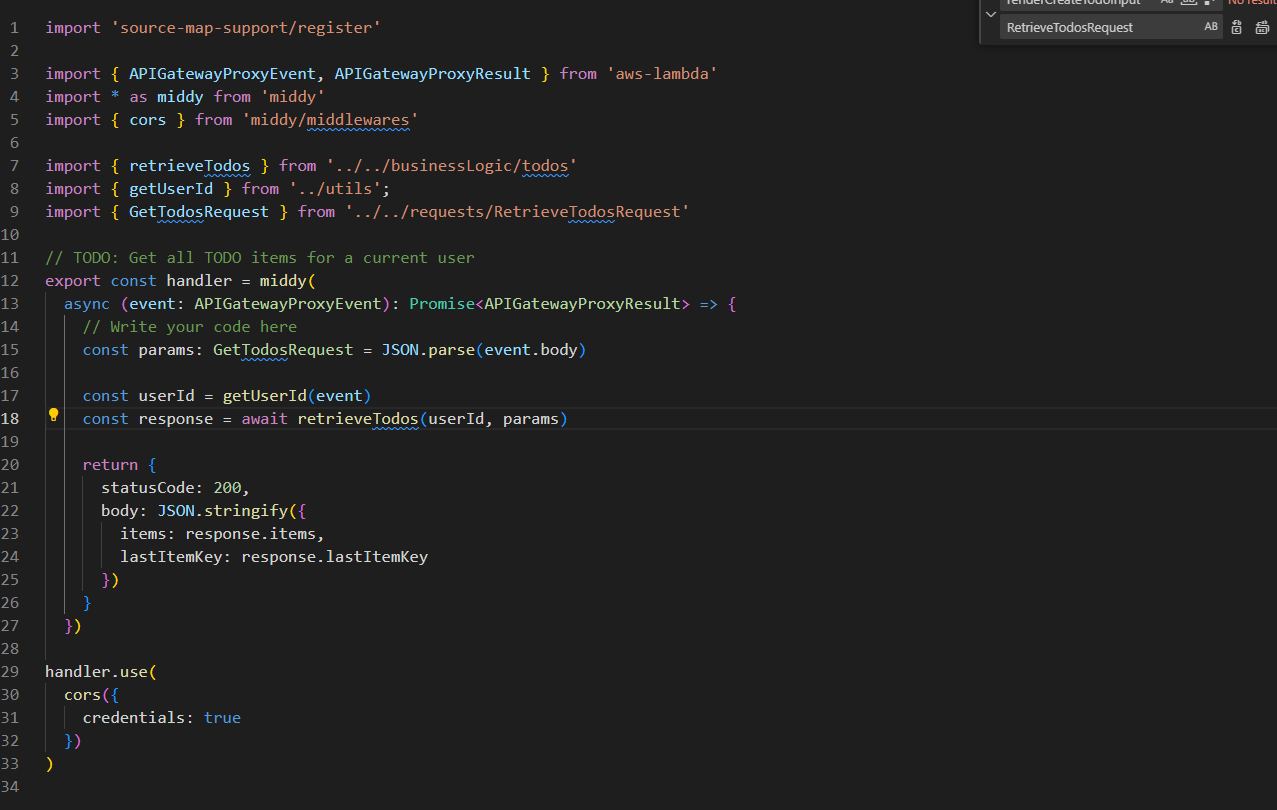 RetrieveTodosRequest AB
1 import 'source-map-support/register'
2
3 import { APIGatewayProxyEvent, APIGatewayProxyResult } from 'aws-lambda'
4 import * as middy from 'middy'
5 import { cors } from 'middy/middlewares'
6
7 import { retrieveTodos } from '../../businessLogic/todos'
8 import { getUserId } from '../utils';
9 import { GetTodosRequest } from '../../requests/RetrieveTodosRequest'
10
11 // TODO: Get all TODO items for a current user
12 export const handler = middy(
13 async (event: APIGatewayProxyEvent): Promise<APIGatewayProxyResult> => {
14 // Write your code here
15 const params: GetTodosRequest = JSON.parse(event.body)
16
17 const userId = getUserId(event)
18 const response = await retrieveTodos(userId, params)
19
20 return {
21 statusCode: 200,
22 body: JSON.stringify({
23 items: response.items,
24 lastItemKey: response.lastItemKey
25 })
26 }
27 })
28
29 handler.use(
30 cors({
31 credentials: true
32 })
33 )
34